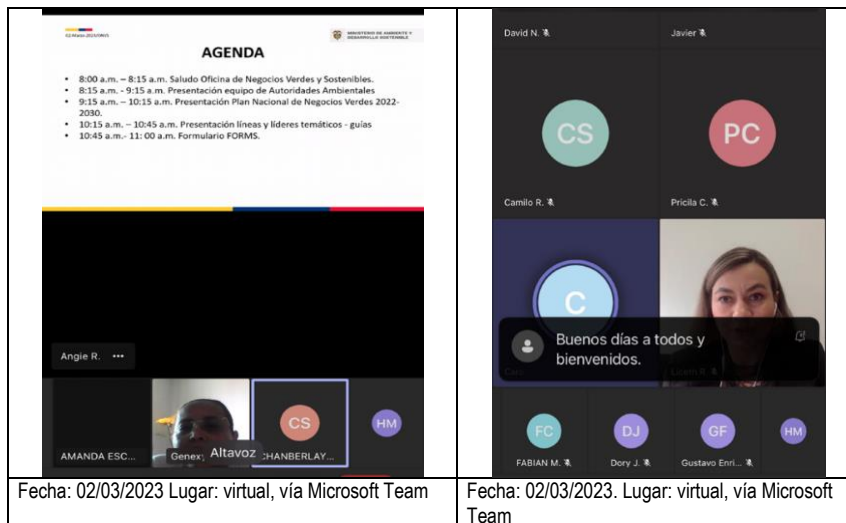 MINISTERIO DE AMBIENTE Y
DESARROLLO SOSTENIBLE
AGENDA
• 8:00 a.m. – 8:15 a.m. Saludo Oficina de Negocios Verdes y Sostenibles.
• 8:15 a.m. - 9:15 a.m. Presentación equipo de Autoridades Ambientales
• 9:15 a.m. – 10:15 a.m. Presentación Plan Nacional de Negocios Verdes 2022-
2030.
• 10:15 a.m. – 10:45 a.m. Presentación líneas y líderes temáticos - guías
• 10:45 a.m.- 11: 00 a.m. Formulario FORMS.
Angie R. •••
CS
HM
AMANDA ESC...
Genex
Altavoz
CHANBERLAY...
Fecha: 02/03/2023 Lugar: virtual, vía Microsoft Team
David N.
Javier
CS
PC
Camilo R.
Pricila C.
C
Buenos días a todos y
bienvenidos.
FC
DJ
GF
HM
FABIAN M.
Dory J.
Gustavo Enri...
Fecha: 02/03/2023. Lugar: virtual, vía Microsoft
Team